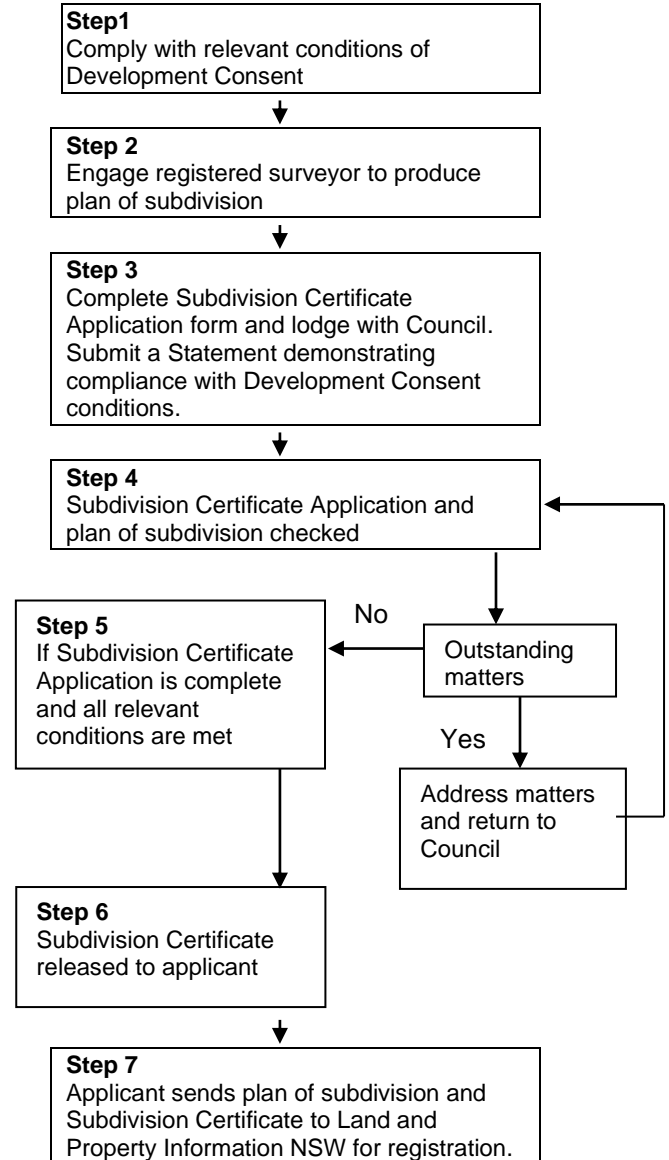 Step1
Comply with relevant conditions of
Development Consent
Step 2
Engage registered surveyor to produce
plan of subdivision
Step 3
Complete Subdivision Certificate
Application form and lodge with Council.
Submit a Statement demonstrating
compliance with Development Consent
conditions.
Step 4
Subdivision Certificate Application and
plan of subdivision checked
No
Outstanding
matters
Step 5
If Subdivision Certificate
Application is complete
and all relevant
conditions are met
Yes
Address matters
and return to
Council
Step 6
Subdivision Certificate
released to applicant
Step 7
Applicant sends plan of subdivision and
Subdivision Certificate to Land and
Property Information NSW for registration.